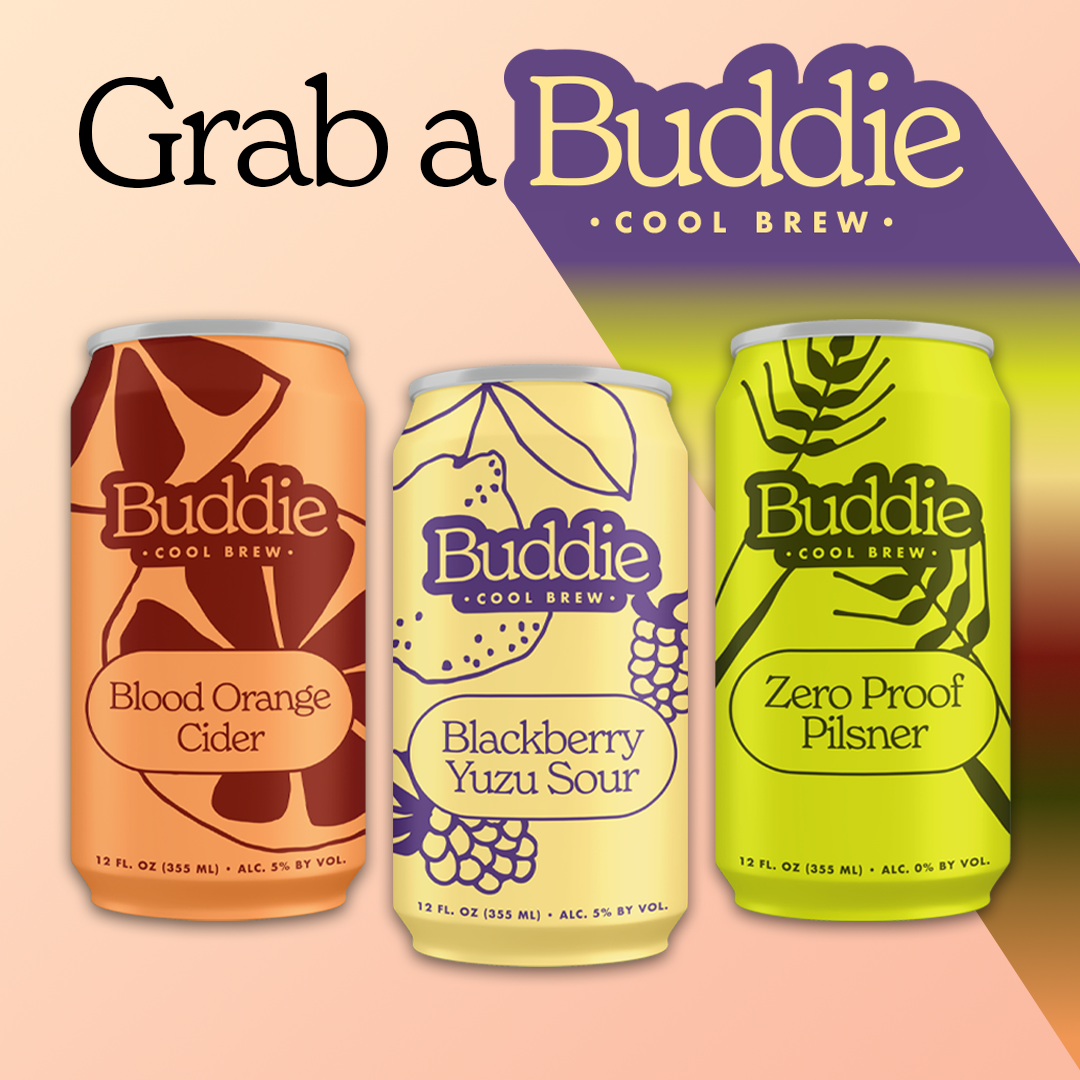 Grab a Buddie
• COOL BREW •
Buddie
• COOL BREW •
Blood Orange
Cider
12 FL. OZ (355 ML) • ALC. 5% BY VOL.
Buddie
• COOL BREW •
Blackberry
Yuzu Sour
12 FL. OZ (355 ML) • ALC. 5% BY VOL.
Buddie
• COOL BREW •
Zero Proof
Pilsner
12 FL. OZ (355 ML) • ALC. 0% BY VOL.